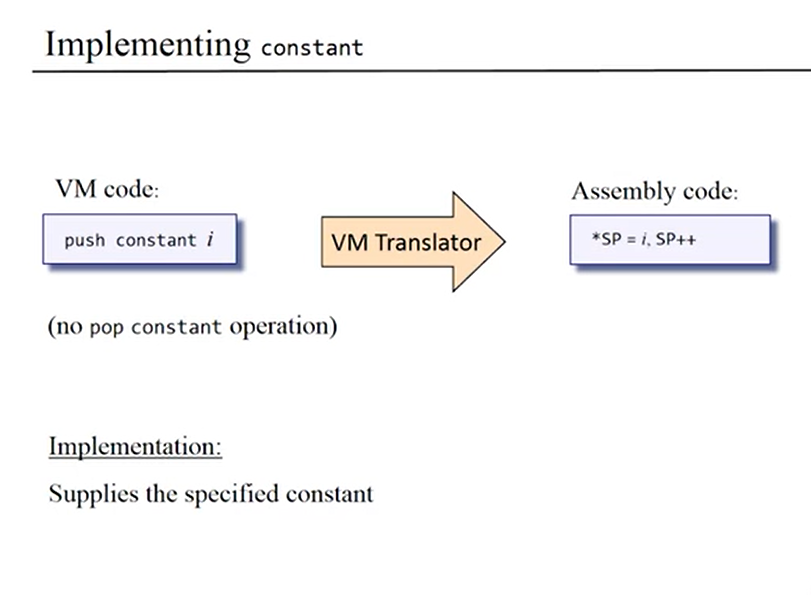 Implementing constant
VM code:
Assembly code:
push constant i
VM Translator
*SP = i, SP++
(no pop constant operation)
Implementation:
Supplies the specified constant